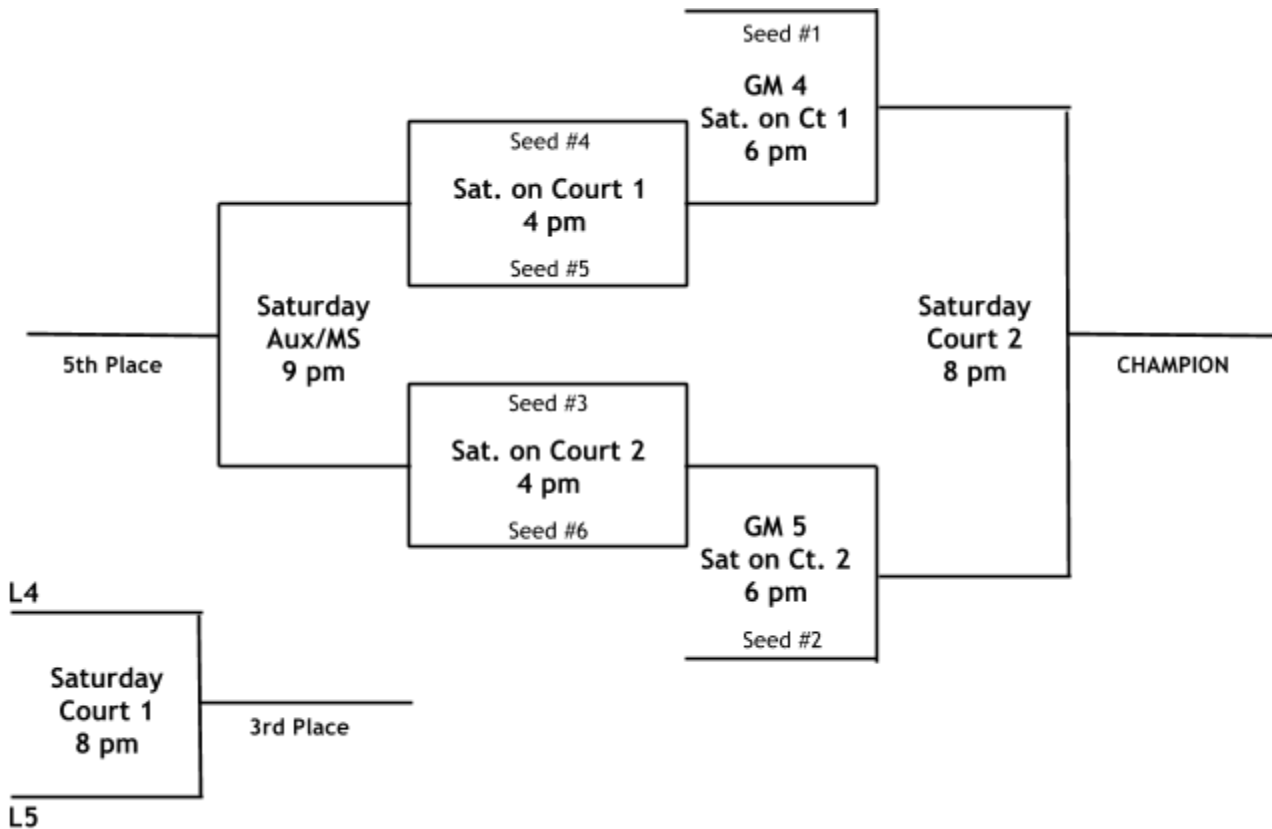 Seed #1
GM 4
Sat. on Ct 1
6 pm
Seed #4
Sat. on Court 1
4 pm
Seed #5
Saturday
Aux/MS
9 pm
5th Place
Saturday
Court 2
8 pm
CHAMPION
Seed #3
Sat. on Court 2
4 pm
Seed #6
GM 5
Sat on Ct. 2
6 pm
Seed #2
L4
Saturday
Court 1
8 pm
3rd Place
L5